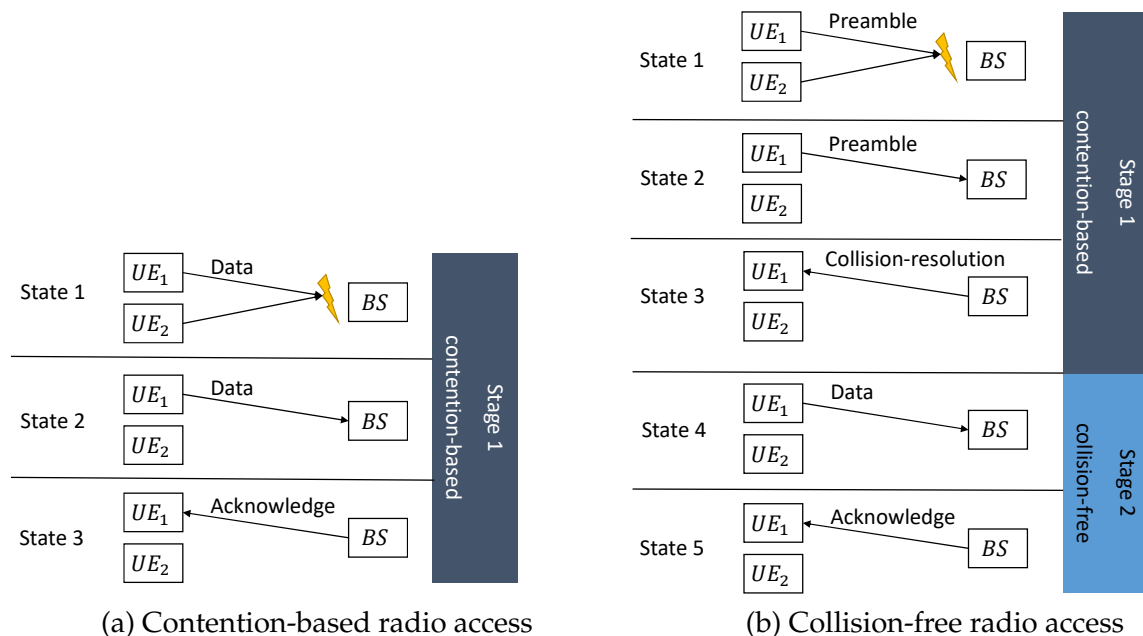 State 1
UE₁
UE₂
Data
BS
State 2
UE₁
UE₂
Data
BS
State 3
UE₁
UE₂
Acknowledge
BS
Stage 1
contention-based
(a) Contention-based radio access
State 1
UE₁
UE₂
Preamble
BS
State 2
UE₁
UE₂
Preamble
BS
State 3
UE₁
UE₂
Collision-resolution
BS
Stage 1
contention-based
State 4
UE₁
UE₂
Data
BS
State 5
UE₁
UE₂
Acknowledge
BS
Stage 2
collision-free
(b) Collision-free radio access